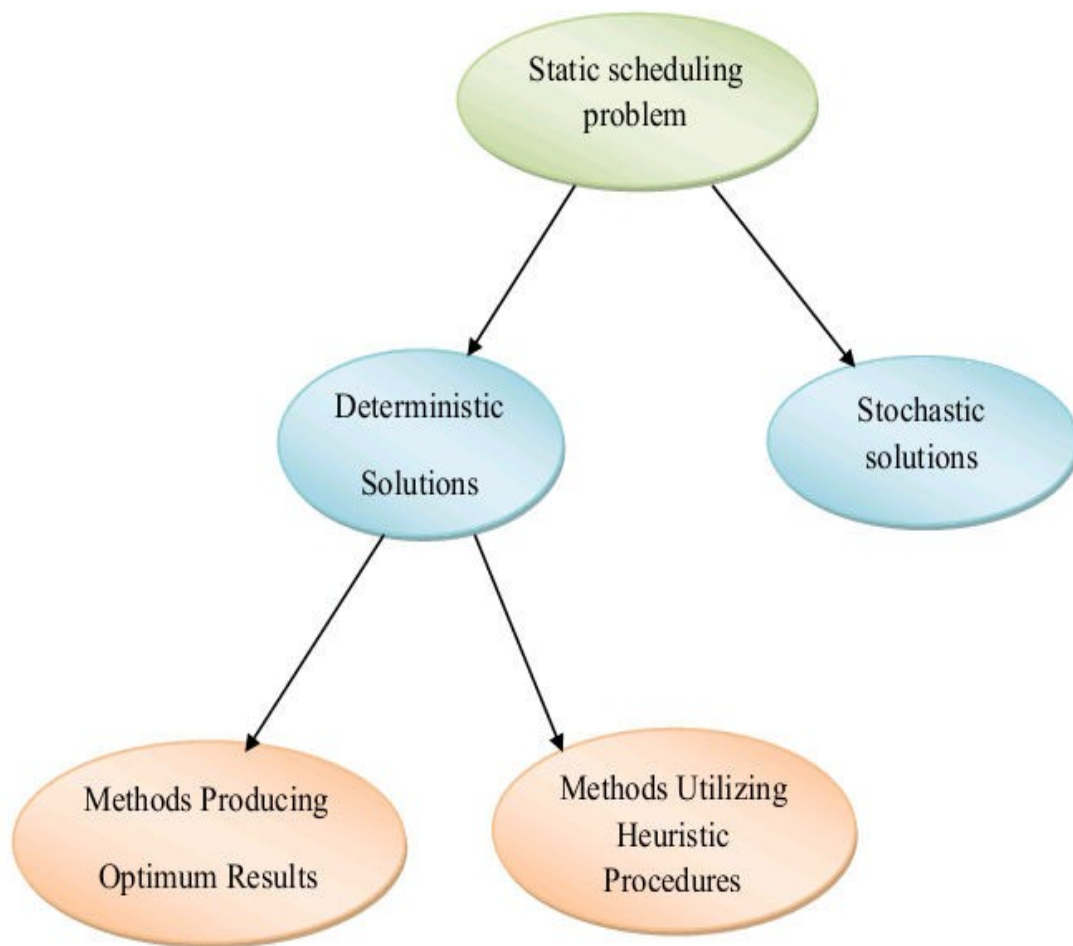 Static scheduling
problem
Deterministic
Solutions
Stochastic
solutions
Methods Producing
Optimum Results
Methods Utilizing
Heuristic
Procedures